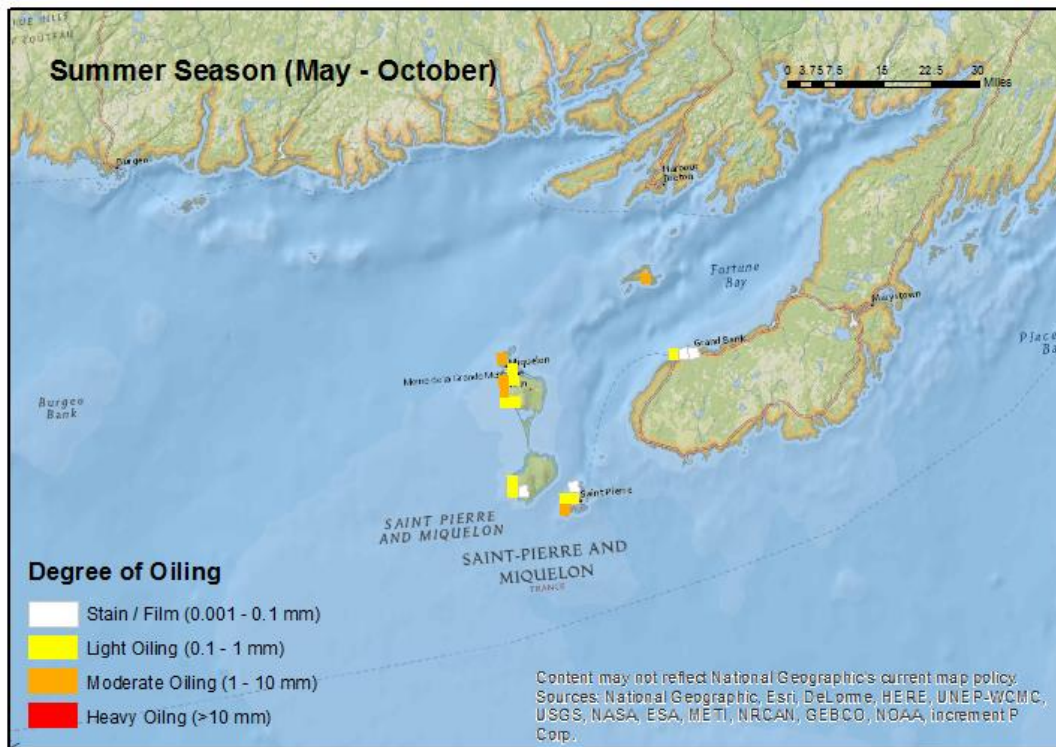 Summer Season (May - October)
0 3.75 7.5 15 22.5 30
Miles
Burgeo
Harbour
Breton
Fortune
Bay
Marystown
Grand Bank
Miquelon
Burgeo
Bank
Saint Pierre
SAINT PIERRE
AND MIQUELON
SAINT-PIERRE AND
MIQUELON
FRANCE
Degree of Oiling
Stain / Film (0.001 - 0.1 mm)
Light Oiling (0.1 - 1 mm)
Moderate Oiling (1 - 10 mm)
Heavy Oilng (>10 mm)
Content may not reflect National Geographic's current map policy.
Sources: National Geographic, Esri, DeLorme, HERE, UNEP-WCMC,
USGS, NASA, ESA, METI, NRCAN, GEBCO, NOAA, increment P
Corp.